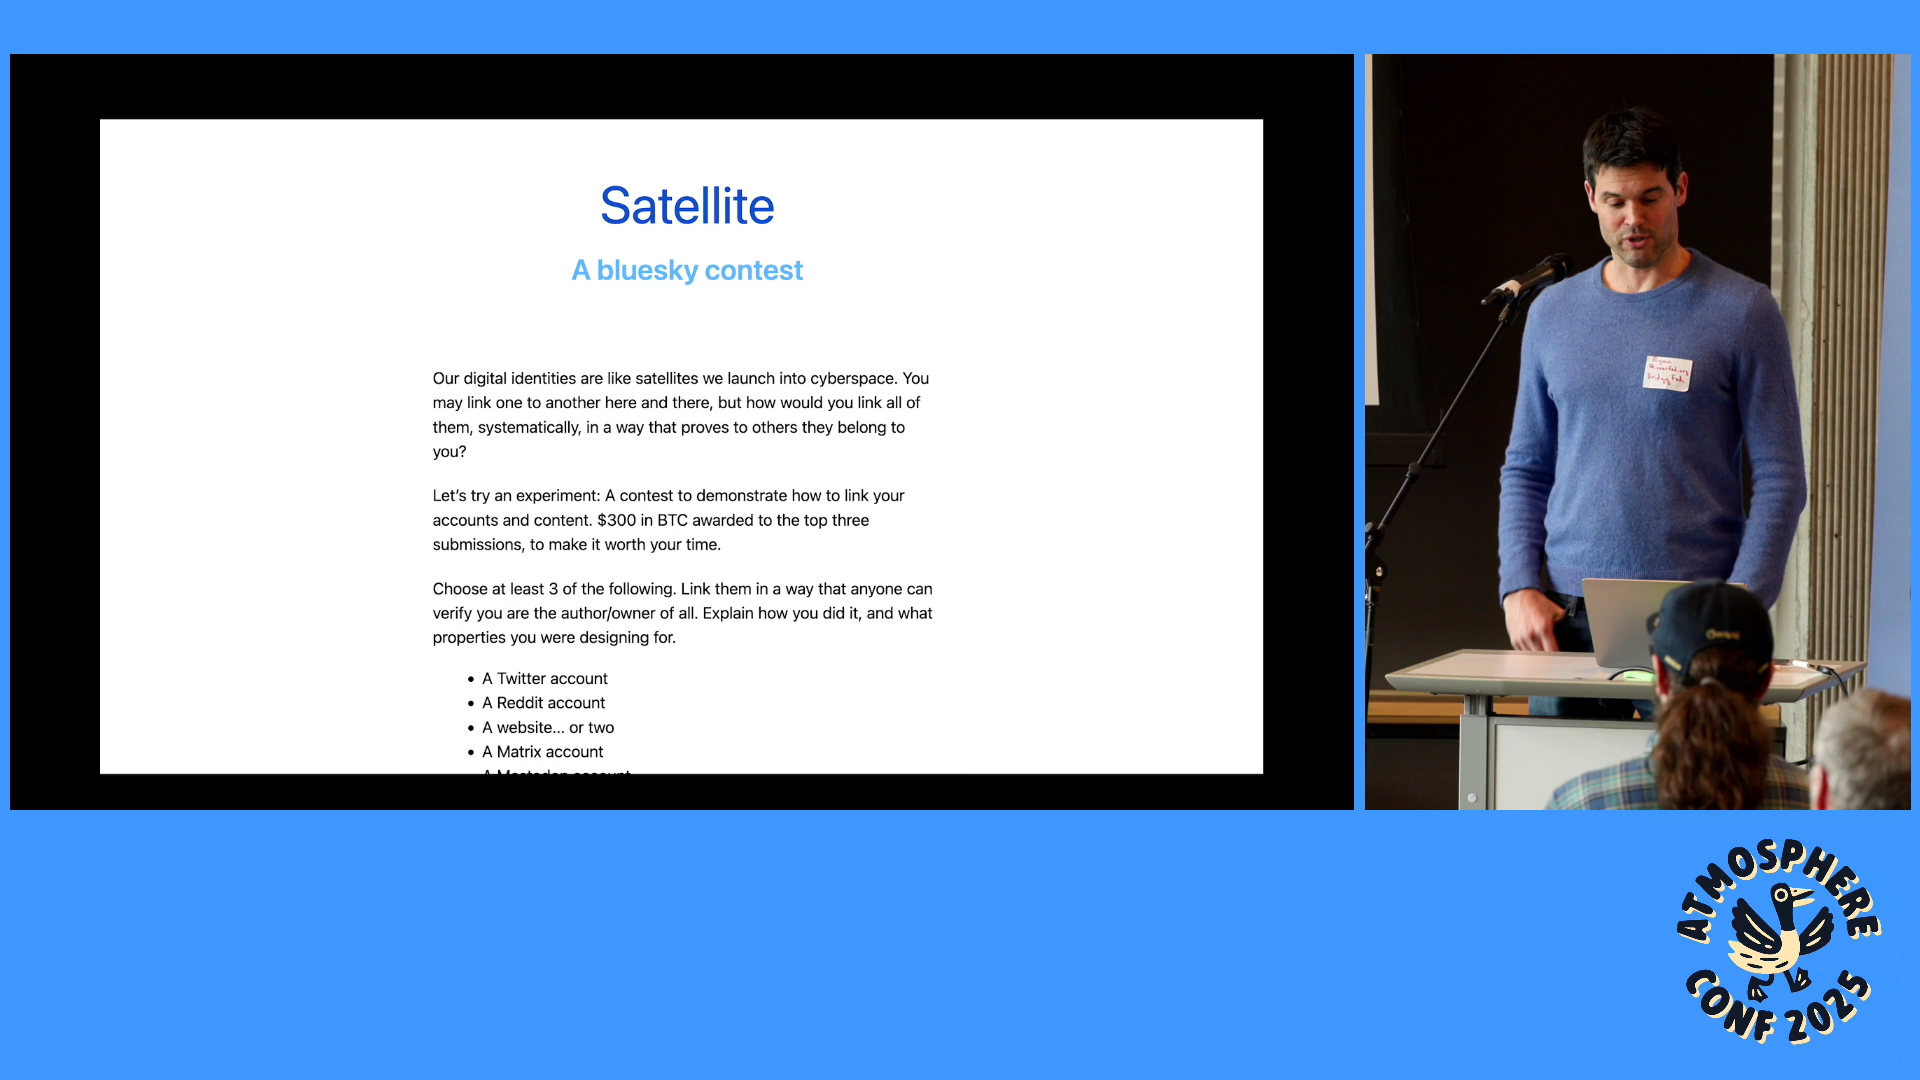 Satellite
A bluesky contest
Our digital identities are like satellites we launch into cyberspace. You
may link one to another here and there, but how would you link all of
them, systematically, in a way that proves to others they belong to
you?
Let's try an experiment: A contest to demonstrate how to link your
accounts and content. $300 in BTC awarded to the top three
submissions, to make it worth your time.
Choose at least 3 of the following. Link them in a way that anyone can
verify you are the author/owner of all. Explain how you did it, and what
properties you were designing for.
• A Twitter account
• A Reddit account
• A website... or two
• A Matrix account
A Mastodon account
Ryan
Bridgy Fed
ATMOSPHERE
CONF 2025